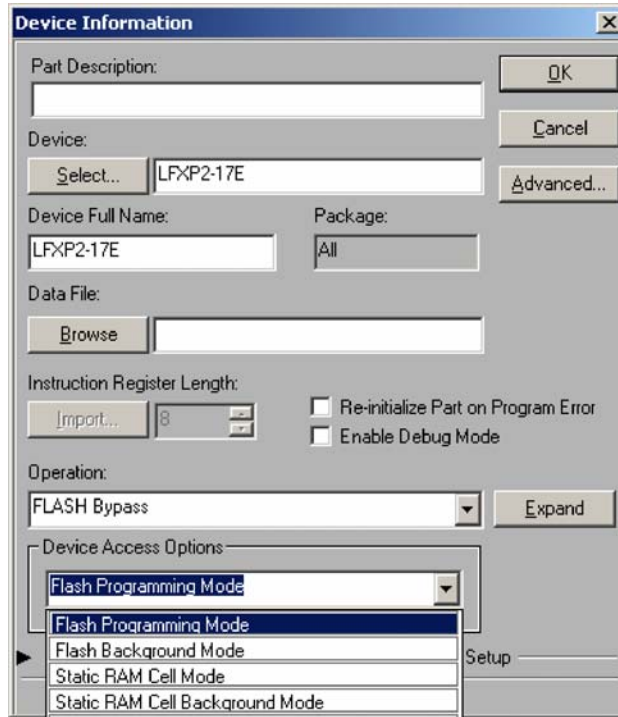 Device Information
Part Description:
OK
Cancel
Device:
Select... LFXP2-17E
Advanced...
Device Full Name: Package:
LFXP2-17E All
Data File:
Browse
Instruction Register Length:
Import... 8
Re-initialize Part on Program Error
Enable Debug Mode
Operation:
FLASH Bypass Expand
Device Access Options
Flash Programming Mode
Flash Programming Mode
Flash Background Mode
Setup
Static RAM Cell Mode
Static RAM Cell Background Mode